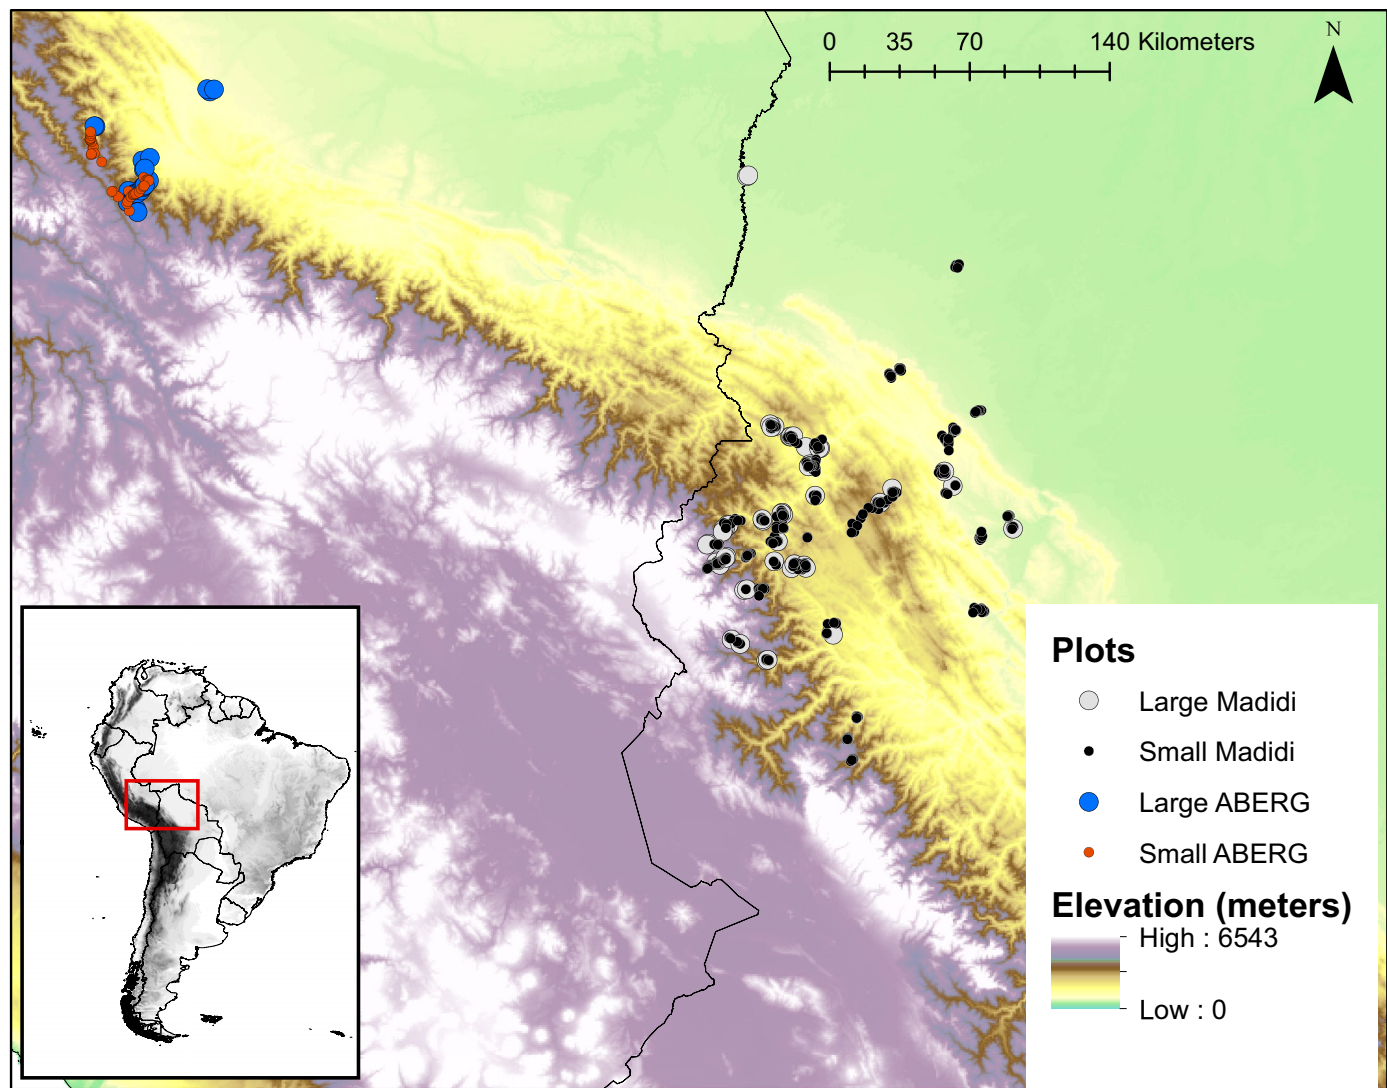 0 35 70 140 Kilometers
N
Plots
Large Madidi
Small Madidi
Large ABERG
Small ABERG
Elevation (meters)
High : 6543
Low : 0